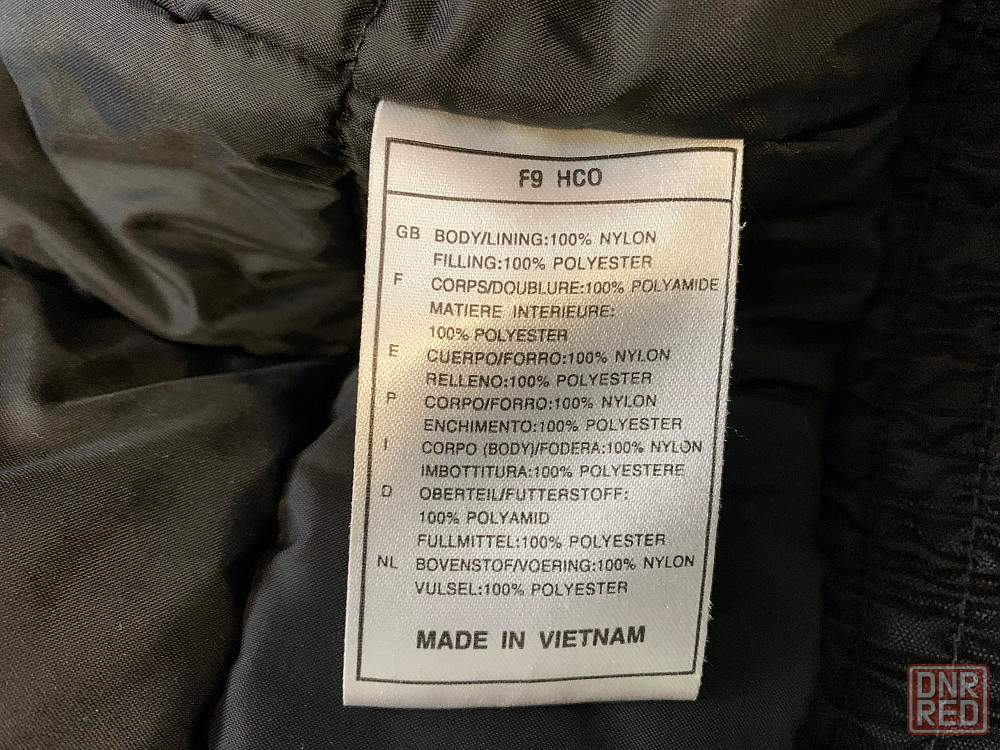 F9 HCO
GB BODY/LINING:100% NYLON
FILLING:100% POLYESTER
F CORPS/DOUBLURE:100% POLYAMIDE
MATIERE INTERIEURE:
100% POLYESTER
E CUERPO/FORRO:100% NYLON
RELLENO:100% POLYESTER
P CORPO/FORRO:100% NYLON
ENCHIMENTO:100% POLYESTER
I CORPO (BODY)/FODERA:100% NYLON
IMBOTTITURA:100% POLYESTERE
D OBERTEIL/FUTTERSTOFF:
100% POLYAMID
FULLMITTEL:100% POLYESTER
NL BOVENSTOF/VOERING:100% NYLON
VULSEL:100% POLYESTER
MADE IN VIETNAM
DNR
RED